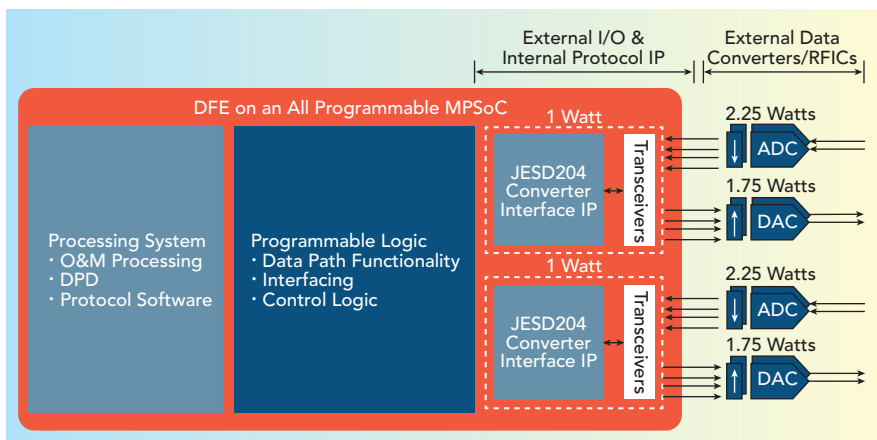 External I/O &
Internal Protocol IP
External Data
Converters/RFICs
DFE on an All Programmable MPSoC
Processing System
· O&M Processing
· DPD
· Protocol Software
Programmable Logic
· Data Path Functionality
· Interfacing
· Control Logic
1 Watt
JESD204
Converter
Interface IP
Transceivers
2.25 Watts
ADC
1.75 Watts
DAC
1 Watt
JESD204
Converter
Interface IP
Transceivers
2.25 Watts
ADC
1.75 Watts
DAC